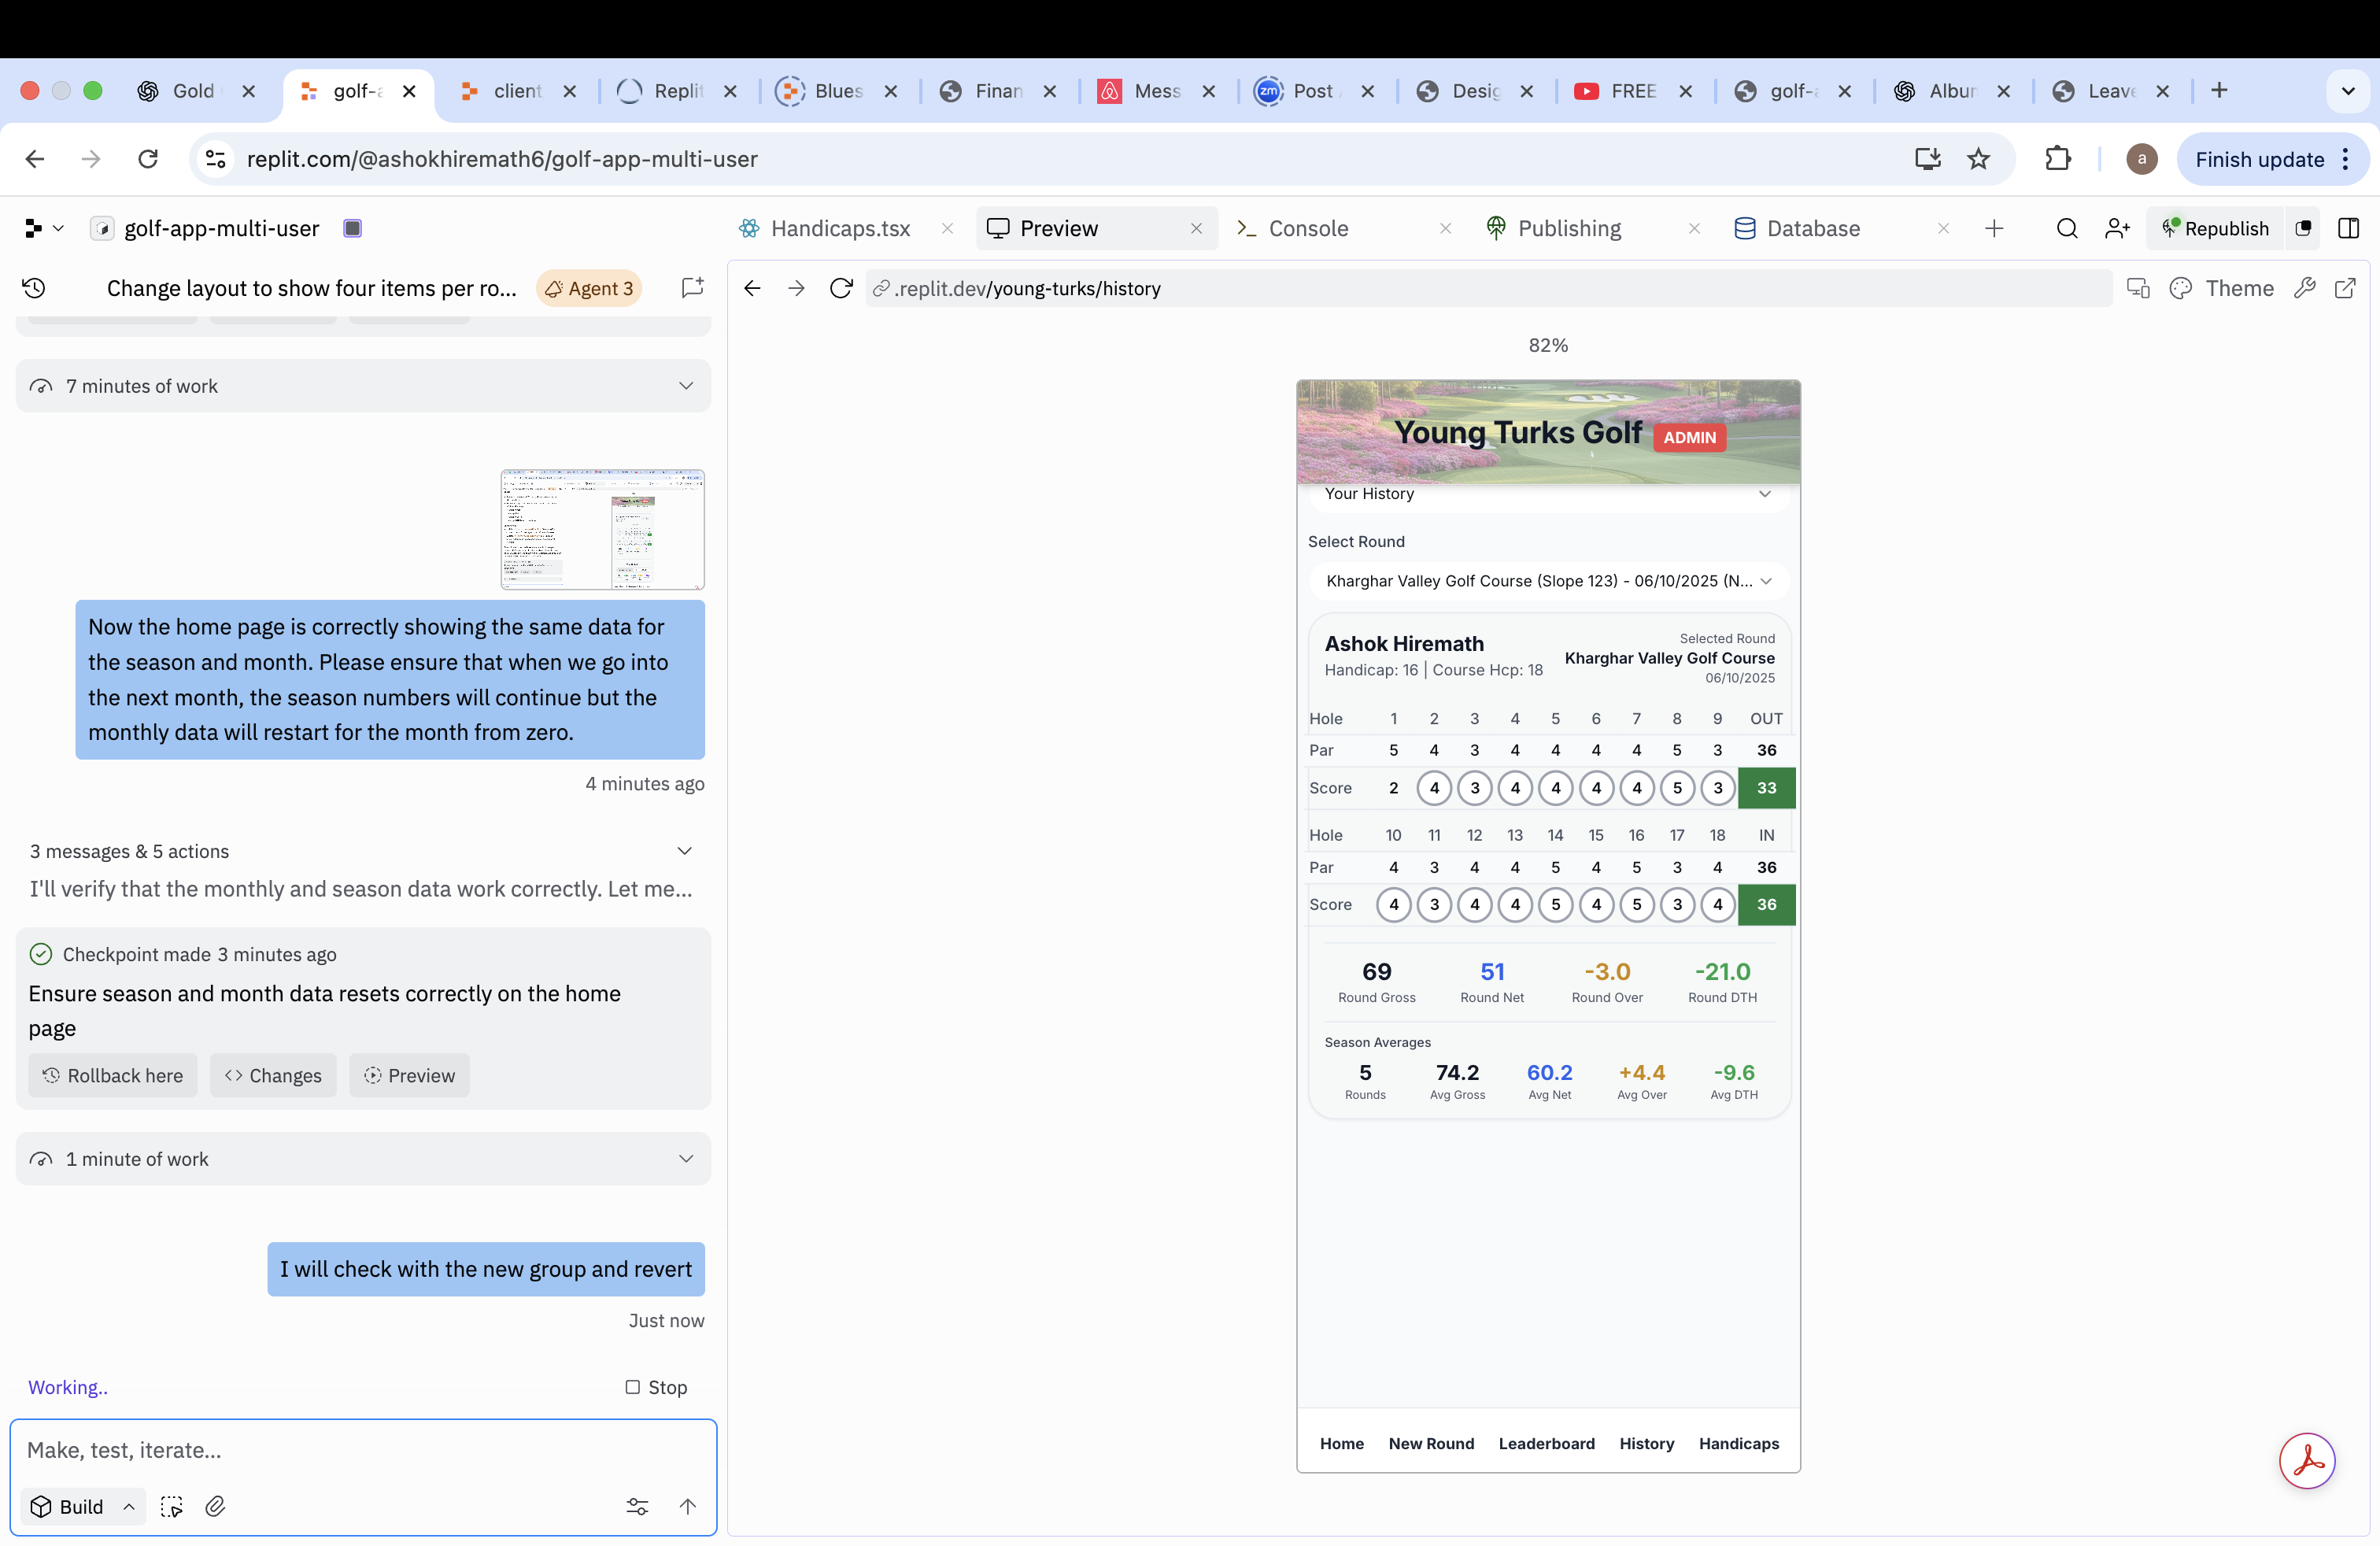 Gold
golf-a
client
Replit
Blues
Finan
Mess
zm
Post
Desig
FREE
golf-a
Album
Leave
replit.com/@ashokhiremath6/golf-app-multi-user
a
Finish update
golf-app-multi-user
Handicaps.tsx
Preview
Console
Publishing
Database
Republish
Change layout to show four items per ro...
Agent 3
.replit.dev/young-turks/history
Theme
82%
7 minutes of work
Now the home page is correctly showing the same data for
the season and month. Please ensure that when we go into
the next month, the season numbers will continue but the
monthly data will restart for the month from zero.
4 minutes ago
3 messages & 5 actions
I'll verify that the monthly and season data work correctly. Let me...
Checkpoint made 3 minutes ago
Ensure season and month data resets correctly on the home
page
Rollback here
Changes
Preview
1 minute of work
I will check with the new group and revert
Just now
Working..
Stop
Make, test, iterate...
Build
Young Turks Golf
ADMIN
Your History
Select Round
Kharghar Valley Golf Course (Slope 123) - 06/10/2025 (N...
Ashok Hiremath
Handicap: 16 | Course Hcp: 18
Selected Round
Kharghar Valley Golf Course
06/10/2025
Hole 1 2 3 4 5 6 7 8 9 OUT
Par 5 4 3 4 4 4 4 5 3 36
Score 2 4 3 4 4 4 4 5 3 33
Hole 10 11 12 13 14 15 16 17 18 IN
Par 4 3 4 4 5 4 5 3 4 36
Score 4 3 4 4 5 4 5 3 4 36
69 51 -3.0 -21.0
Round Gross Round Net Round Over Round DTH
Season Averages
5 74.2 60.2 +4.4 -9.6
Rounds Avg Gross Avg Net Avg Over Avg DTH
Home New Round Leaderboard History Handicaps